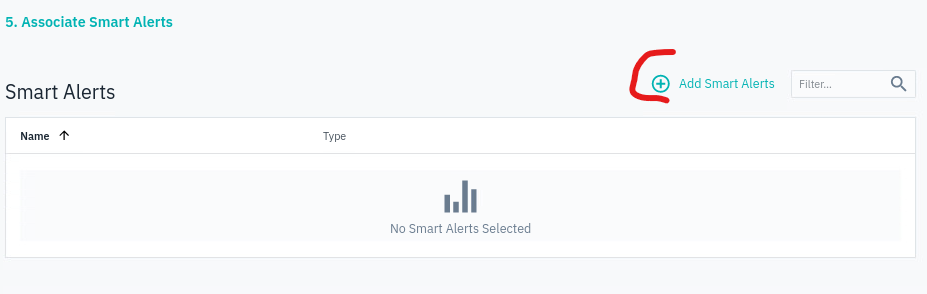 5. Associate Smart Alerts
Smart Alerts
Add Smart Alerts
Filter...
Name
Type
No Smart Alerts Selected